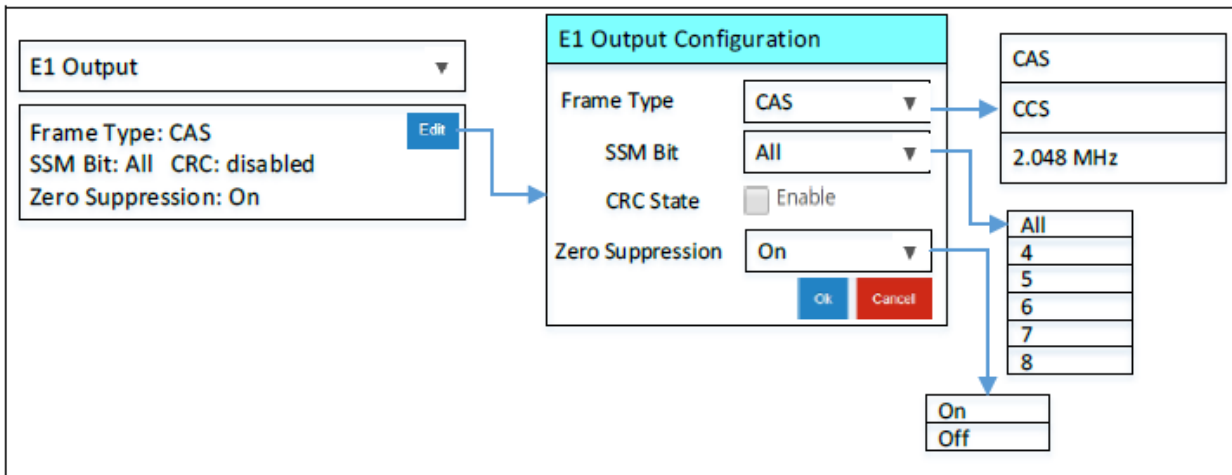 E1 Output
Frame Type: CAS
Edit
SSM Bit: All CRC: disabled
Zero Suppression: On
E1 Output Configuration
Frame Type CAS
SSM Bit All
CRC State Enable
Zero Suppression On
Ok Cancel
CAS
CCS
2.048 MHz
All
4
5
6
7
8
On
Off